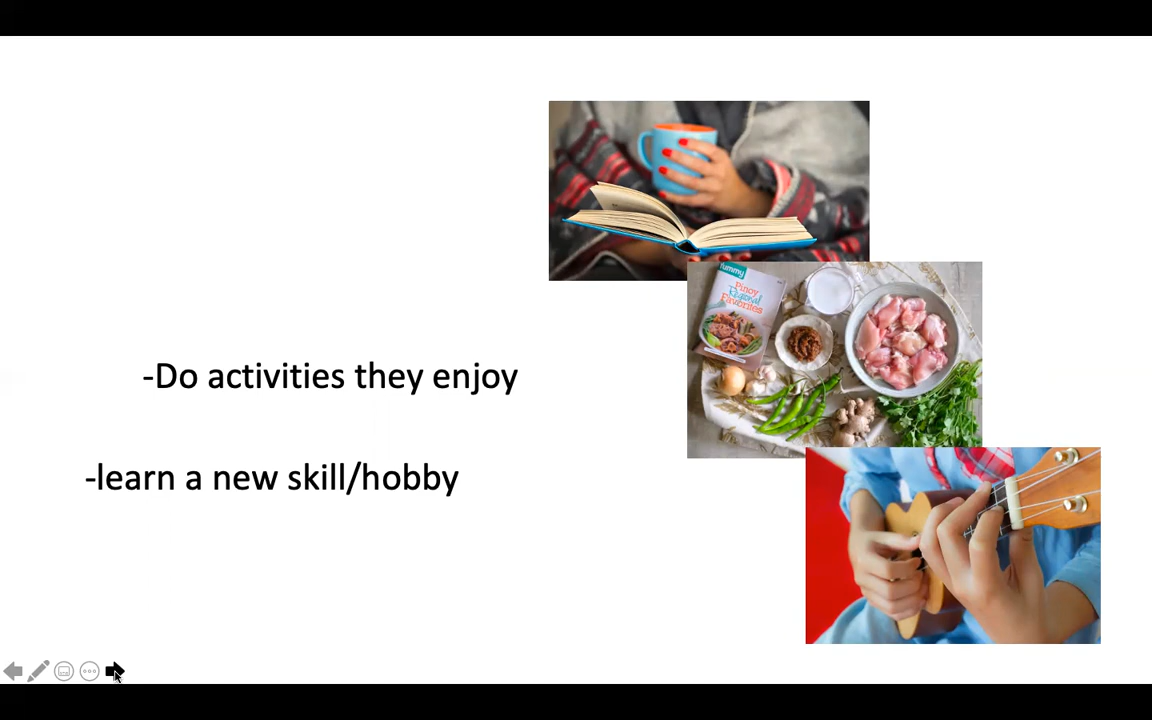 -Do activities they enjoy
-learn a new skill/hobby
Yummy
Pinoy
Regional
Favorites